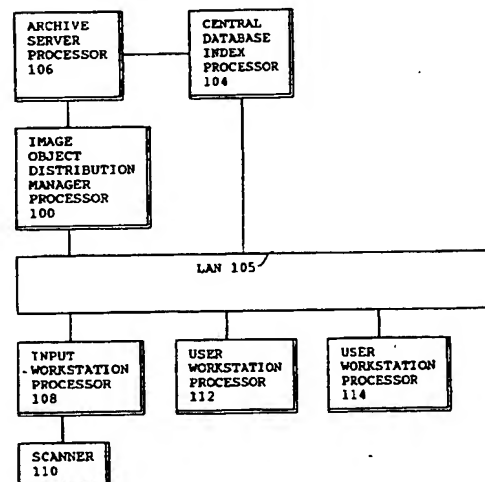 ARCHIVE
SERVER
PROCESSOR
106
CENTRAL
DATABASE
INDEX
PROCESSOR
104
IMAGE
OBJECT
DISTRIBUTION
MANAGER
PROCESSOR
100
LAN 105
INPUT
WORKSTATION
PROCESSOR
108
USER
WORKSTATION
PROCESSOR
112
USER
WORKSTATION
PROCESSOR
114
SCANNER
110